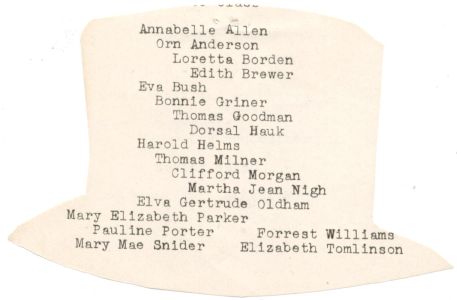 Annabelle Allen
Orn Anderson
Loretta Borden
Edith Brewer
Eva Bush
Bonnie Griner
Thomas Goodman
Dorsal Hauk
Harold Helms
Thomas Milner
Clifford Morgan
Martha Jean Nigh
Elva Gertrude Oldham
Mary Elizabeth Parker
Pauline Porter Forrest Williams
Mary Mae Snider Elizabeth Tomlinson